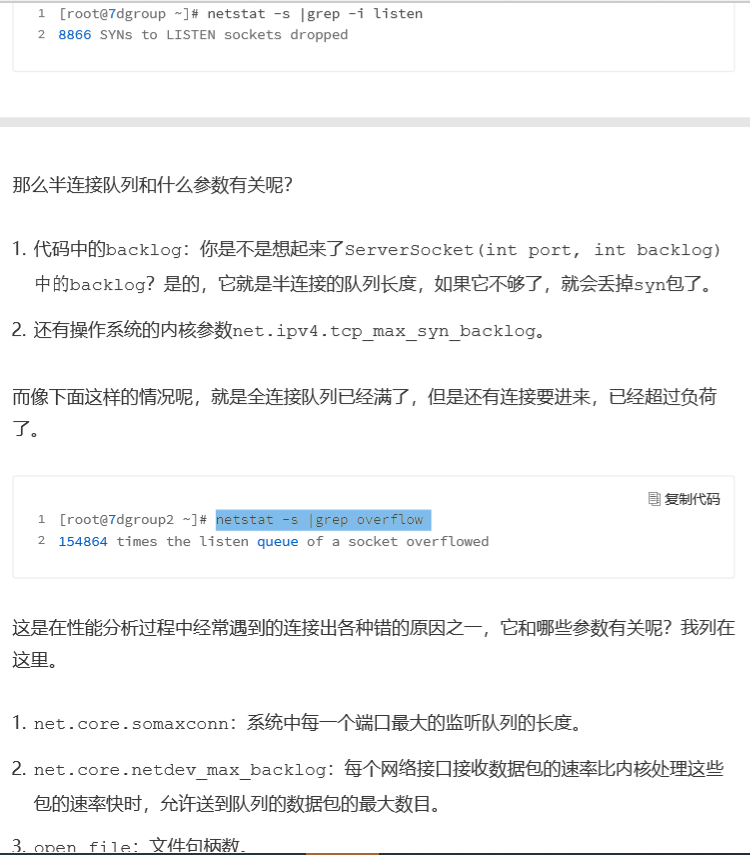 1 [root@7dgroup ~]# netstat -s |grep -i listen
2 8866 SYNs to LISTEN sockets dropped
那么半连接队列和什么参数有关呢？
1. 代码中的backlog：你是不是想起来了ServerSocket(int port, int backlog)
中的backlog？是的，它就是半连接的队列长度，如果它不够了，就会丢掉syn包了。
2. 还有操作系统的内核参数net.ipv4.tcp_max_syn_backlog。
而像下面这样的情况呢，就是全连接队列已经满了，但是还有连接要进来，已经超过负荷
了。
复制代码
1 [root@7dgroup2 ~]# netstat -s |grep overflow
2 154864 times the listen queue of a socket overflowed
这是在性能分析过程中经常遇到的连接出各种错的原因之一，它和哪些参数有关呢？我列在
这里。
1. net.core.somaxconn：系统中每一个端口最大的监听队列的长度。
2. net.core.netdev_max_backlog：每个网络接口接收数据包的速率比内核处理这些
包的速率快时，允许送到队列的数据包的最大数目。
3. open file：文件句柄数。